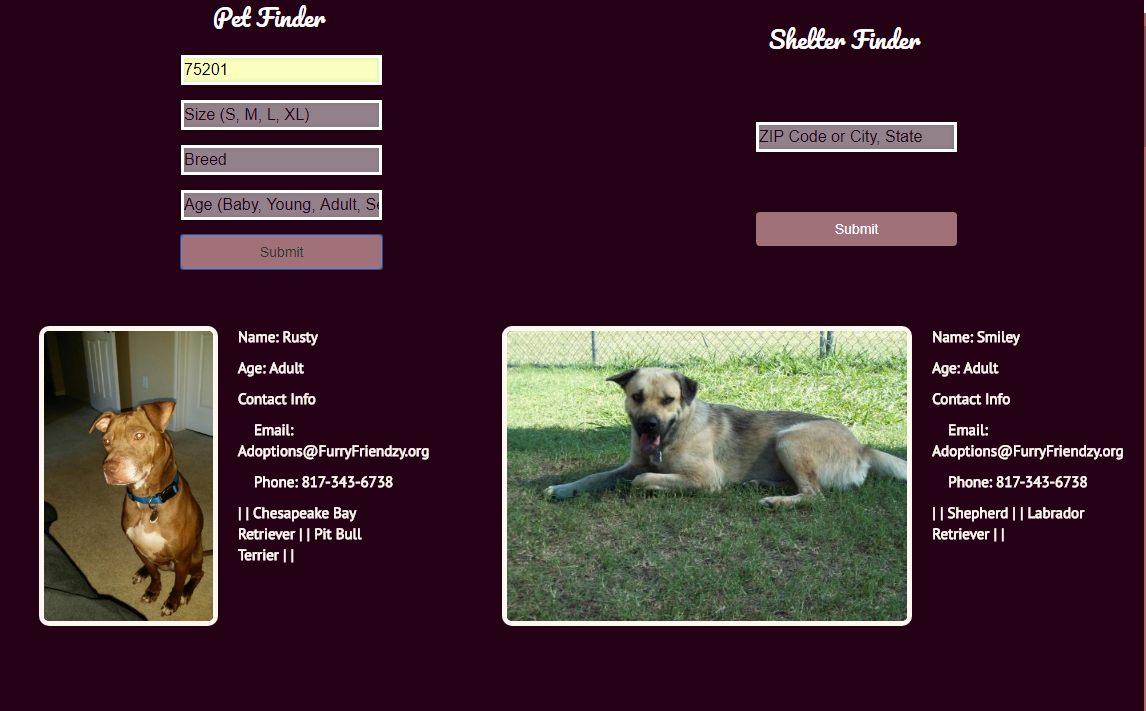 Pet Finder
75201
Size (S, M, L, XL)
Breed
Age (Baby, Young, Adult, Se
Submit
Shelter Finder
ZIP Code or City, State
Submit
Name: Rusty
Age: Adult
Contact Info
Email:
Adoptions@FurryFriendzy.org
Phone: 817-343-6738
| | Chesapeake Bay
Retriever | | Pit Bull
Terrier | |
Name: Smiley
Age: Adult
Contact Info
Email:
Adoptions@FurryFriendzy.org
Phone: 817-343-6738
| | Shepherd | | Labrador
Retriever | |